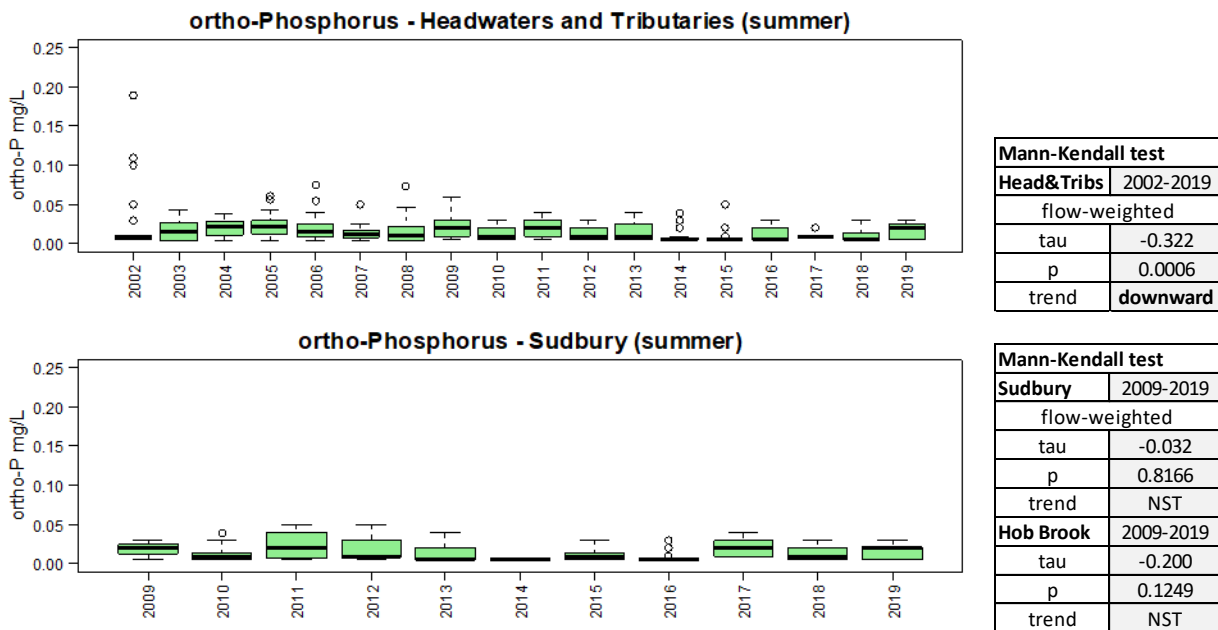 ortho-Phosphorus - Headwaters and Tributaries (summer)
ortho-P mg/L
0.25
0.20
0.15
0.10
0.05
0.00
2002 2003 2004 2005 2006 2007 2008 2009 2010 2011 2012 2013 2014 2015 2016 2017 2018 2019
Mann-Kendall test
Head&Tribs 2002-2019
flow-weighted
tau -0.322
p 0.0006
trend downward
ortho-Phosphorus - Sudbury (summer)
ortho-P mg/L
0.25
0.20
0.15
0.10
0.05
0.00
2009 2010 2011 2012 2013 2014 2015 2016 2017 2018 2019
Mann-Kendall test
Sudbury 2009-2019
flow-weighted
tau -0.032
p 0.8166
trend NST
Hob Brook 2009-2019
tau -0.200
p 0.1249
trend NST